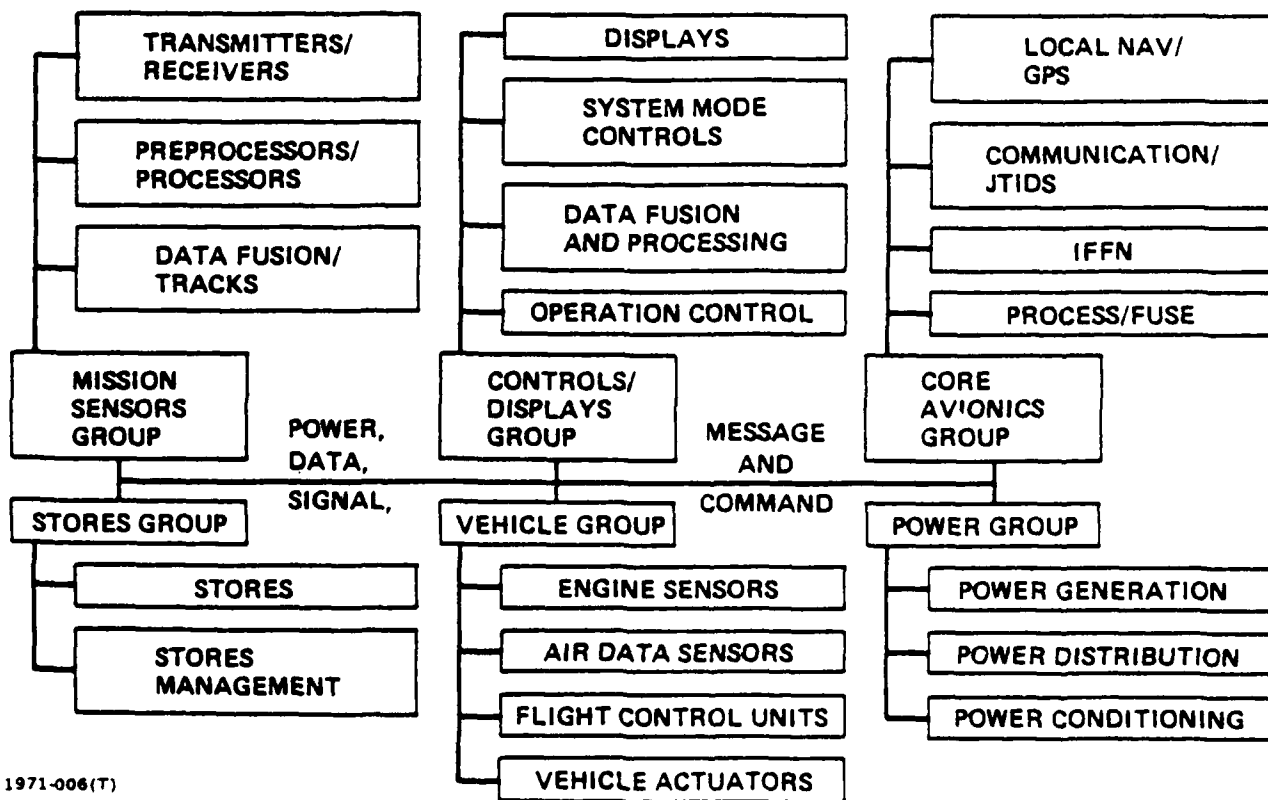 TRANSMITTERS/
RECEIVERS
PREPROCESSORS/
PROCESSORS
DATA FUSION/
TRACKS
MISSION
SENSORS
GROUP
DISPLAYS
SYSTEM MODE
CONTROLS
DATA FUSION
AND PROCESSING
OPERATION CONTROL
CONTROLS/
DISPLAYS
GROUP
LOCAL NAV/
GPS
COMMUNICATION/
JTIDS
IFFN
PROCESS/FUSE
CORE
AVIONICS
GROUP
POWER,
DATA,
SIGNAL,
MESSAGE
AND
COMMAND
STORES GROUP
STORES
STORES
MANAGEMENT
VEHICLE GROUP
ENGINE SENSORS
AIR DATA SENSORS
FLIGHT CONTROL UNITS
VEHICLE ACTUATORS
POWER GROUP
POWER GENERATION
POWER DISTRIBUTION
POWER CONDITIONING
1971-006(T)